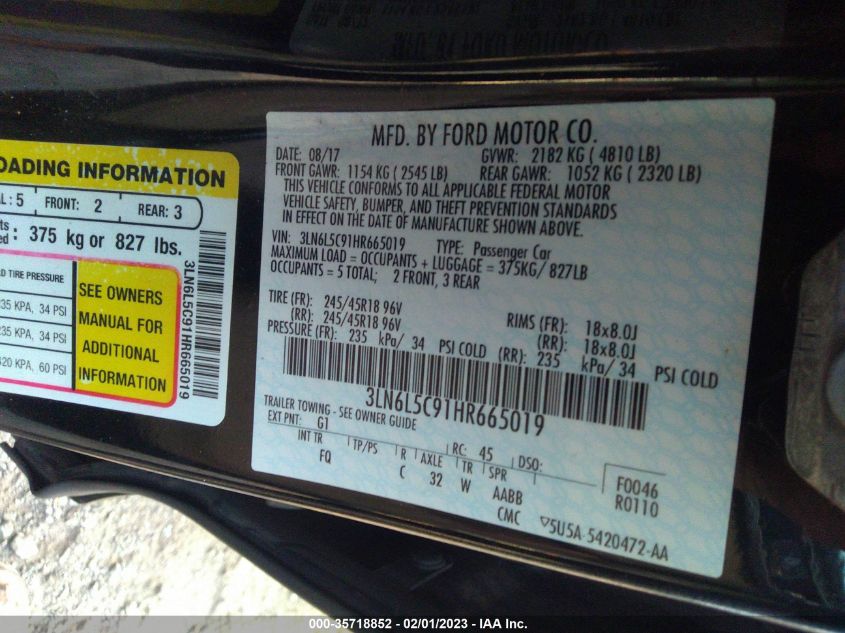 OADING INFORMATION
L: 5 FRONT: 2 REAR: 3
375 kg or 827 lbs.
D TIRE PRESSURE
235 KPA, 34 PSI
235 KPA, 34 PSI
420 KPA, 60 PSI
SEE OWNERS
MANUAL FOR
ADDITIONAL
INFORMATION
3LN6L5C91HR665019
MFD. BY FORD MOTOR CO.
DATE: 08/17 GVWR: 2182 KG ( 4810 LB)
FRONT GAWR: 1154 KG ( 2545 LB) REAR GAWR: 1052 KG ( 2320 LB)
THIS VEHICLE CONFORMS TO ALL APPLICABLE FEDERAL MOTOR
VEHICLE SAFETY, BUMPER, AND THEFT PREVENTION STANDARDS
IN EFFECT ON THE DATE OF MANUFACTURE SHOWN ABOVE.
VIN: 3LN6L5C91HR665019 TYPE: Passenger Car
MAXIMUM LOAD = OCCUPANTS + LUGGAGE = 375KG/ 827LB
OCCUPANTS = 5 TOTAL; 2 FRONT, 3 REAR
TIRE (FR): 245/45R18 96V RIMS (FR): 18x8.0J
(RR): 245/45R18 96V (RR): 18x8.0J
PRESSURE (FR): 235 kPa/ 34 PSI COLD (RR): 235 kPa/ 34 PSI COLD
3LN6L5C91HR665019
TRAILER TOWING - SEE OWNER GUIDE
EXT PNT: G1 RC: 45 DSO:
INT TR TP/PS R AXLE TR SPR
FQ C 32 W AABB
CMC
F0046
R0110
5U5A-5420472-AA
000-35718852 - 02/01/2023 - IAA Inc.